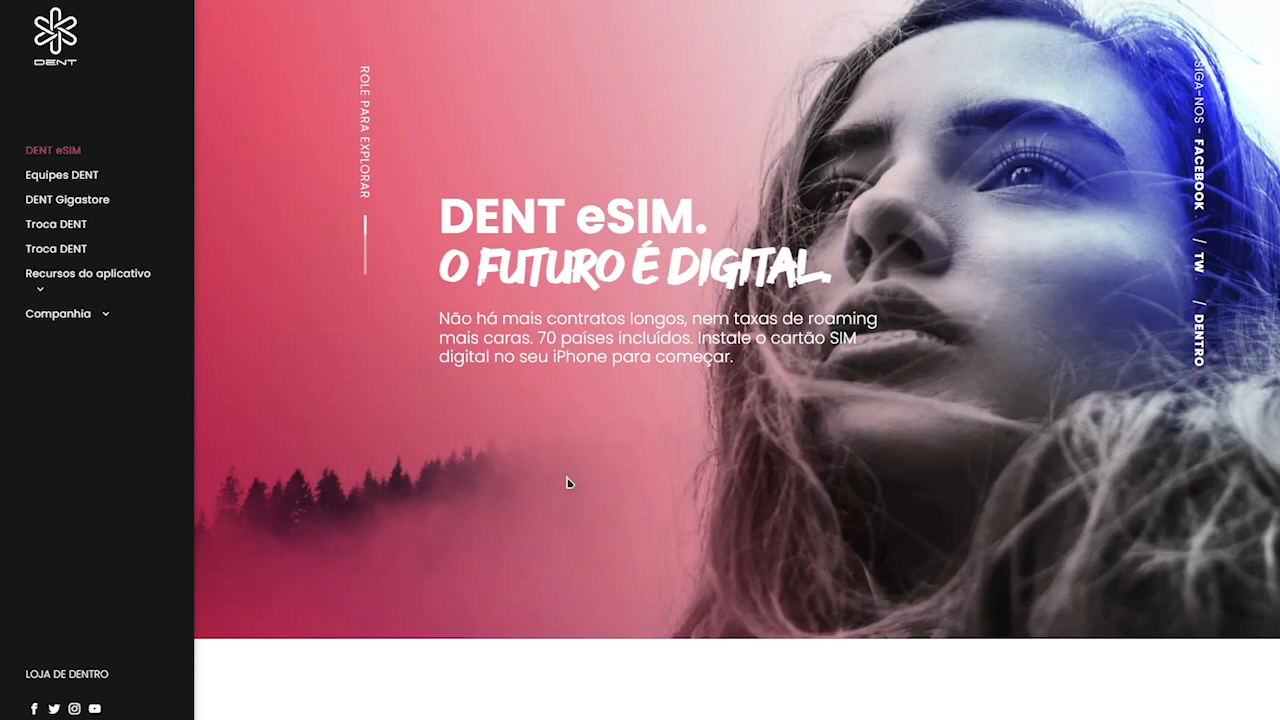 DENT
DENT eSIM
Equipes DENT
DENT Gigastore
Troca DENT
Troca DENT
Recursos do aplicativo
Companhia
LOJA DE DENTRO
ROLE PARA EXPLORAR
DENT eSIM.
O FUTURO É DIGITAL.
Não há mais contratos longos, nem taxas de roaming
mais caras. 70 países incluídos. Instale o cartão SIM
digital no seu iPhone para começar.
SIGA-NOS - FACEBOOK . / TW / DENTRO .